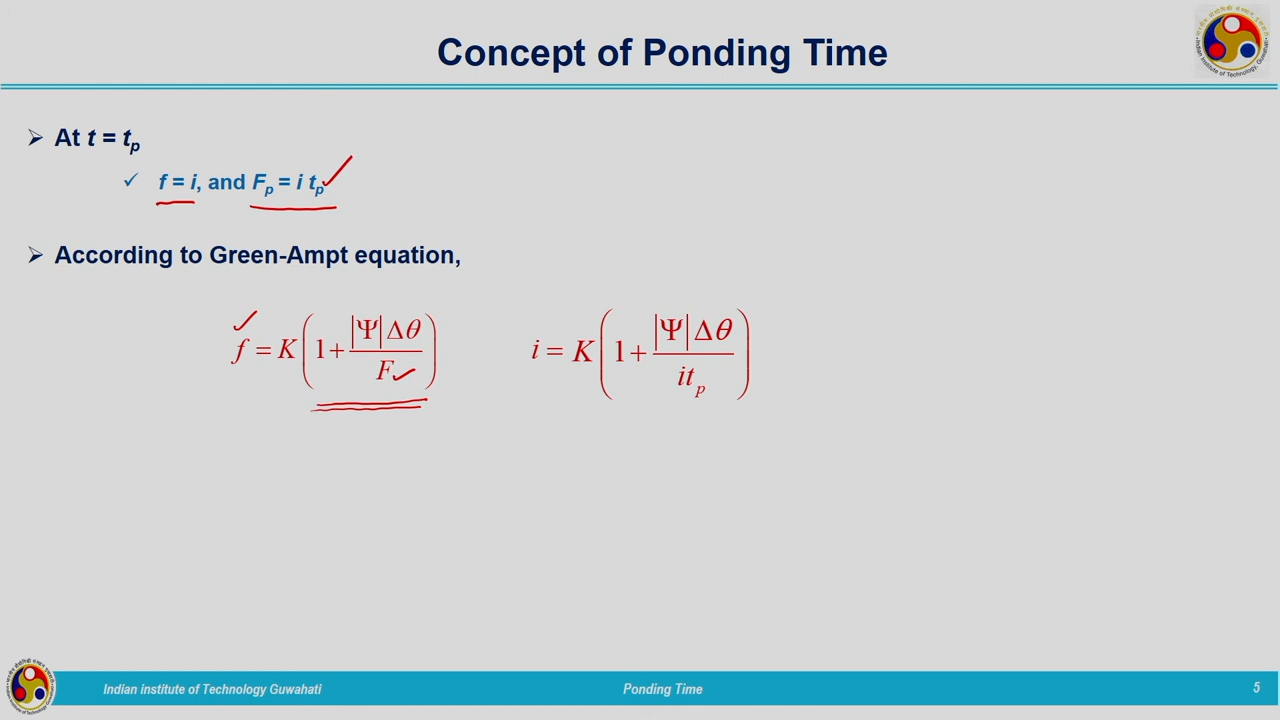 Concept of Ponding Time
At t = tₚ
f = i, and Fₚ = i tₚ
According to Green-Ampt equation,
f = K(1 + |Ψ|Δθ / F)
i = K(1 + |Ψ|Δθ / itₚ)
Indian institute of Technology Guwahati
Ponding Time
5